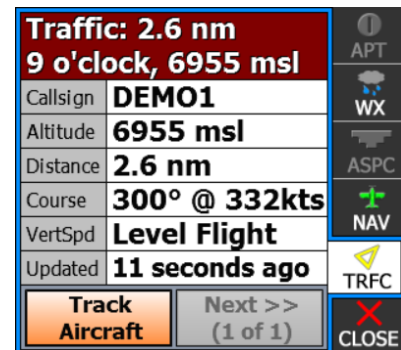 Traffic: 2.6 nm
9 o'clock, 6955 msl
Callsign DEMO1
Altitude 6955 msl
Distance 2.6 nm
Course 300° @ 332kts
VertSpd Level Flight
Updated 11 seconds ago
Track
Aircraft
Next >>
(1 of 1)
APT
WX
ASPC
NAV
TRFC
CLOSE